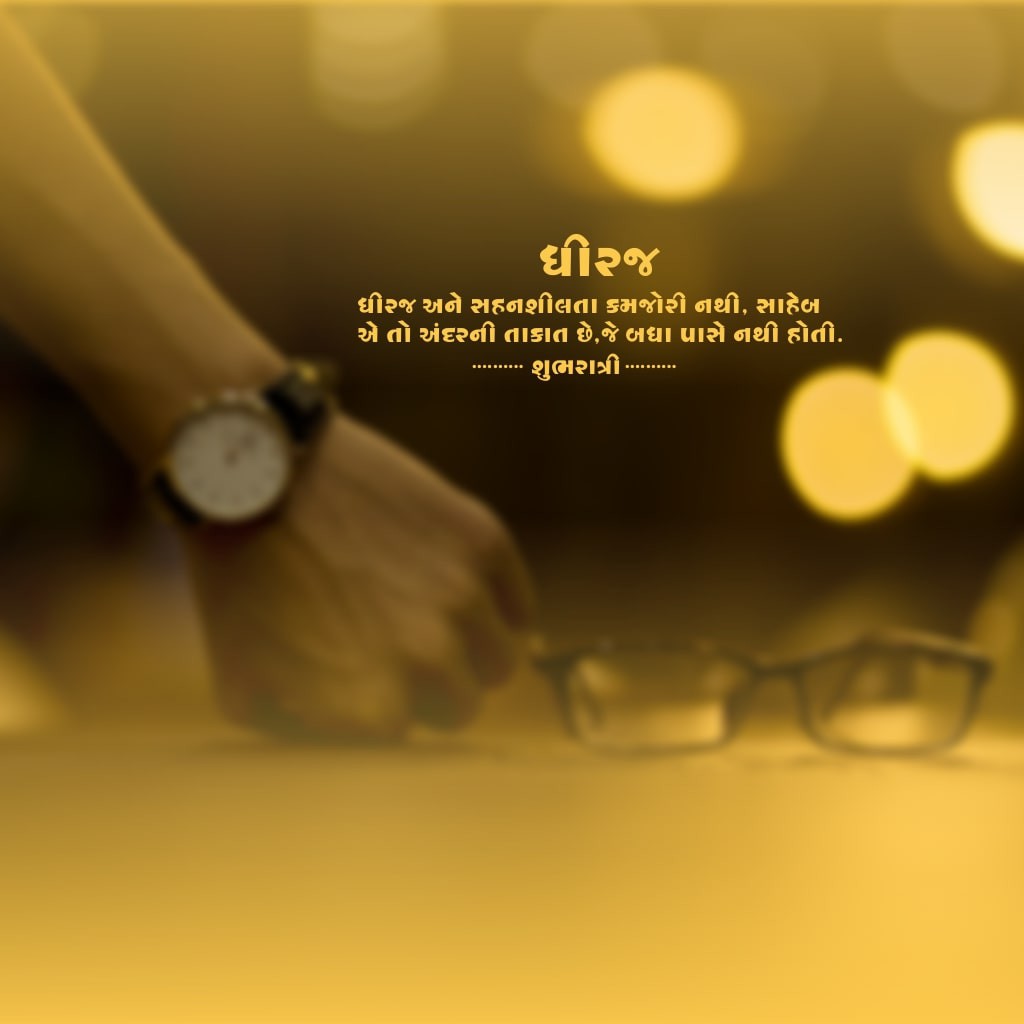 ધીરજ
ધીરજ અને સહનશીલતા કમજોરી નથી, સાહેબ
એ તો અંદરની તાકાત છે,જે બધા પાસે નથી હોતી.
·········· શુભરાત્રી ··········